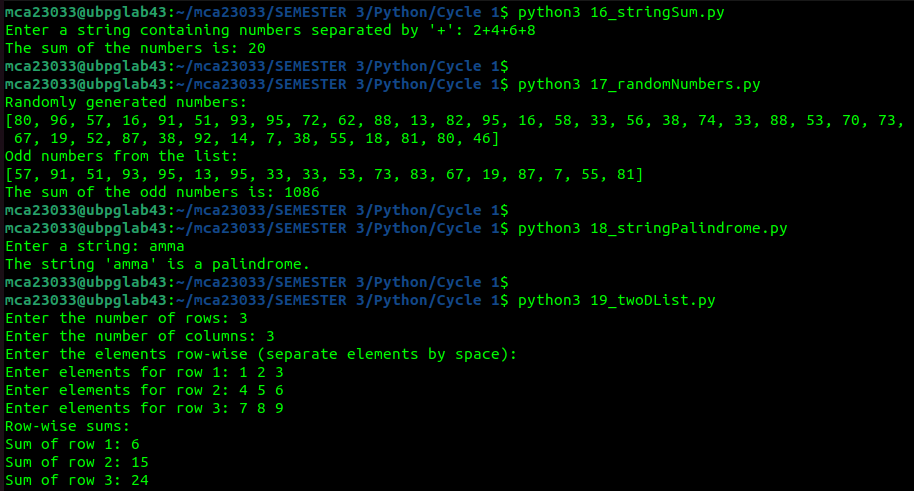 mca23033@ubpglab43:~/mca23033/SEMESTER 3/Python/Cycle 1$ python3 16_stringSum.py
Enter a string containing numbers separated by '+': 2+4+6+8
The sum of the numbers is: 20
mca23033@ubpglab43:~/mca23033/SEMESTER 3/Python/Cycle 1$
mca23033@ubpglab43:~/mca23033/SEMESTER 3/Python/Cycle 1$ python3 17_randomNumbers.py
Randomly generated numbers:
[80, 96, 57, 16, 91, 51, 93, 95, 72, 62, 88, 13, 82, 95, 16, 58, 33, 56, 38, 74, 33, 88, 53, 70, 73,
 67, 19, 52, 87, 38, 92, 14, 7, 38, 55, 18, 81, 80, 46]
Odd numbers from the list:
[57, 91, 51, 93, 95, 13, 95, 33, 33, 53, 73, 83, 67, 19, 87, 7, 55, 81]
The sum of the odd numbers is: 1086
mca23033@ubpglab43:~/mca23033/SEMESTER 3/Python/Cycle 1$
mca23033@ubpglab43:~/mca23033/SEMESTER 3/Python/Cycle 1$ python3 18_stringPalindrome.py
Enter a string: amma
The string 'amma' is a palindrome.
mca23033@ubpglab43:~/mca23033/SEMESTER 3/Python/Cycle 1$
mca23033@ubpglab43:~/mca23033/SEMESTER 3/Python/Cycle 1$ python3 19_twoDList.py
Enter the number of rows: 3
Enter the number of columns: 3
Enter the elements row-wise (separate elements by space):
Enter elements for row 1: 1 2 3
Enter elements for row 2: 4 5 6
Enter elements for row 3: 7 8 9
Row-wise sums:
Sum of row 1: 6
Sum of row 2: 15
Sum of row 3: 24